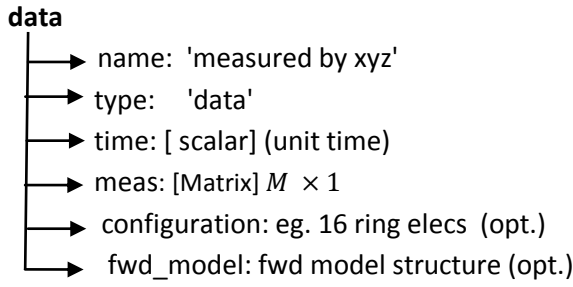 data
name: 'measured by xyz'
type: 'data'
time: [ scalar] (unit time)
meas: [Matrix] M × 1
configuration: eg. 16 ring elecs (opt.)
fwd_model: fwd model structure (opt.)